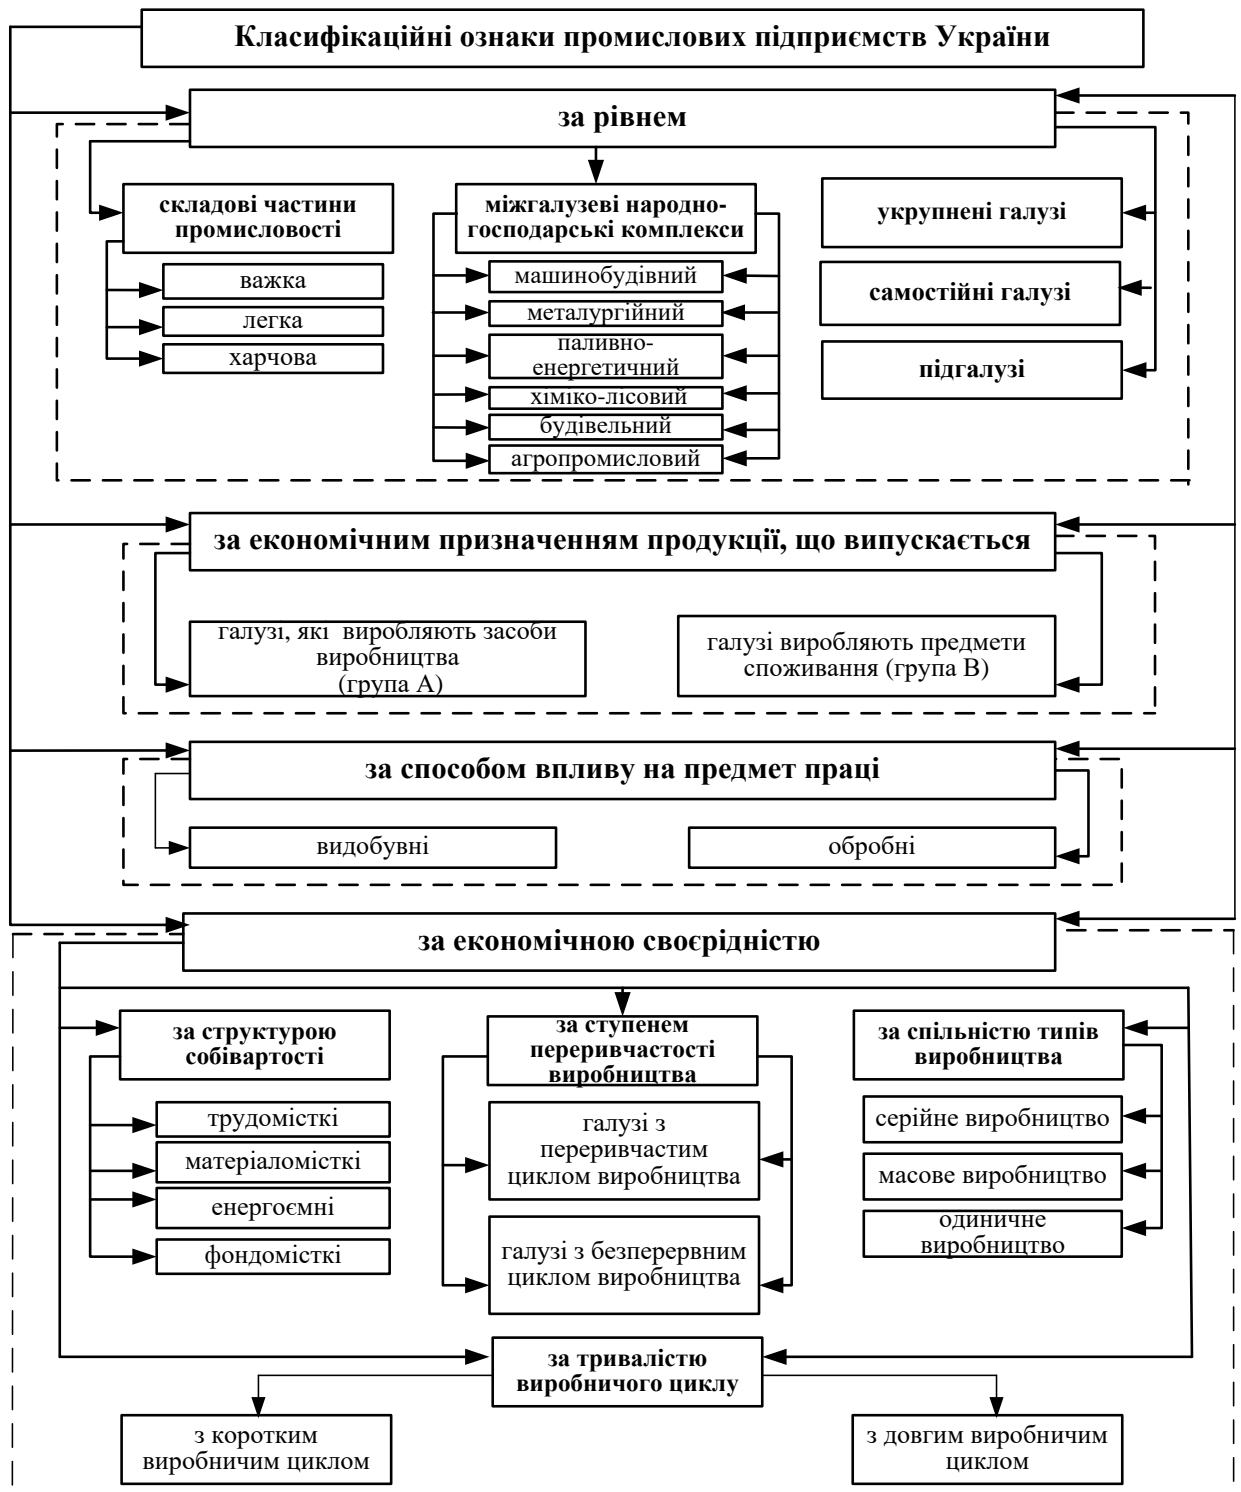 Класифікаційні ознаки промислових підприємств України
за рівнем
складові частини
промисловості
важка
легка
харчова
міжгалузеві народно-
господарські комплекси
машинобудівний
металургійний
паливно-
енергетичний
хіміко-лісовий
будівельний
агропромисловий
укрупнені галузі
самостійні галузі
підгалузі
за економічним призначенням продукції, що випускається
галузі, які виробляють засоби
виробництва
(група А)
галузі виробляють предмети
споживання (група В)
за способом впливу на предмет праці
видобувні
обробні
за економічною своєрідністю
за структурою
собівартості
трудомісткі
матеріаломісткі
енергоємні
фондомісткі
за ступенем
переривчастості
виробництва
галузі з
переривчастим
циклом виробництва
галузі з безперервним
циклом виробництва
за спільністю типів
виробництва
серійне виробництво
масове виробництво
одиничне
виробництво
за тривалістю
виробничого циклу
з коротким
виробничим циклом
з довгим виробничим
циклом